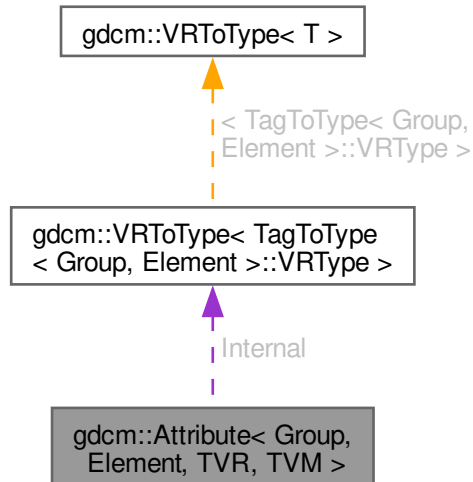 gdcm::VRToType< T >
< TagToType< Group,
Element >::VRType >
gdcm::VRToType< TagToType
< Group, Element >::VRType >
Internal
gdcm::Attribute< Group,
Element, TVR, TVM >